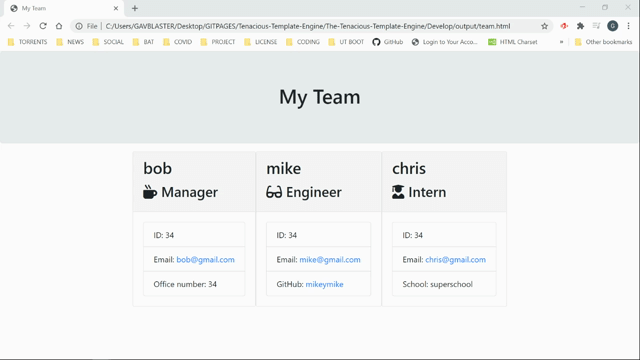 My Team
File
C:/Users/GAVBLASTER/Desktop/GITPAGES/Tenacious-Template-Engine/The-Tenacious-Template-Engine/Develop/output/team.html
G
TORRENTS NEWS SOCIAL BAT COVID PROJECT LICENSE CODING UT BOOT GitHub Login to Your Acco... HTML Charset » Other bookmarks
My Team
bob
Manager
ID: 34
Email: bob@gmail.com
Office number: 34
mike
Engineer
ID: 34
Email: mike@gmail.com
GitHub: mikeymike
chris
Intern
ID: 34
Email: chris@gmail.com
School: superschool